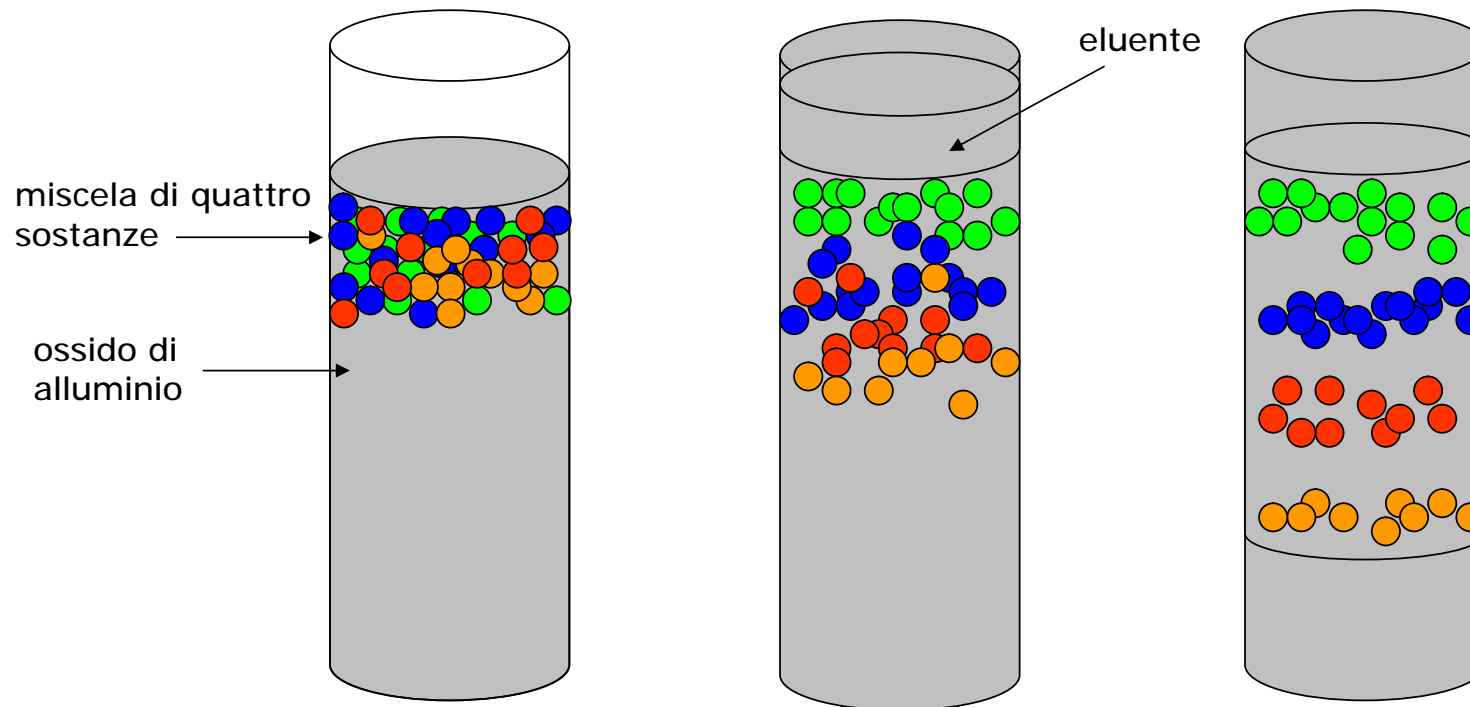 eluente
miscela di quattro
sostanze
ossido di
alluminio